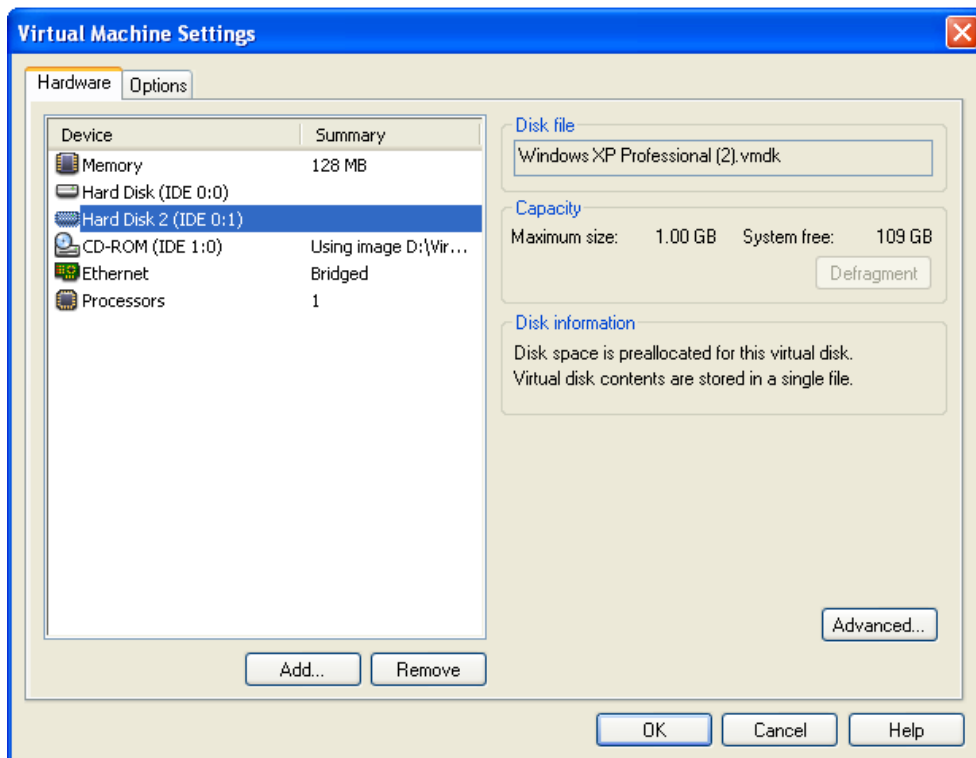 Virtual Machine Settings
Hardware Options
Device Summary
Memory 128 MB
Hard Disk (IDE 0:0)
Hard Disk 2 (IDE 0:1)
CD-ROM (IDE 1:0) Using image D:\Vir...
Ethernet Bridged
Processors 1
Add... Remove
Disk file
Windows XP Professional (2).vmdk
Capacity
Maximum size: 1.00 GB System free: 109 GB
Defragment
Disk information
Disk space is preallocated for this virtual disk.
Virtual disk contents are stored in a single file.
Advanced...
OK Cancel Help